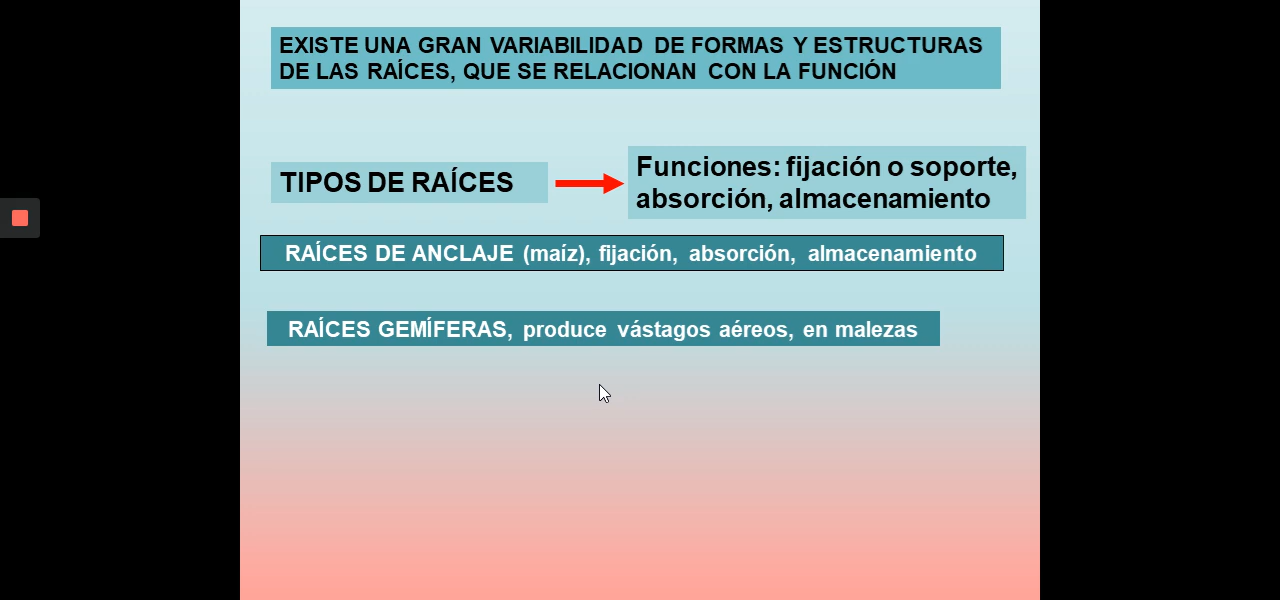 EXISTE UNA GRAN VARIABILIDAD DE FORMAS Y ESTRUCTURAS
DE LAS RAÍCES, QUE SE RELACIONAN CON LA FUNCIÓN
TIPOS DE RAÍCES
Funciones: fijación o soporte,
absorción, almacenamiento
RAÍCES DE ANCLAJE (maíz), fijación, absorción, almacenamiento
RAÍCES GEMÍFERAS, produce vástagos aéreos, en malezas